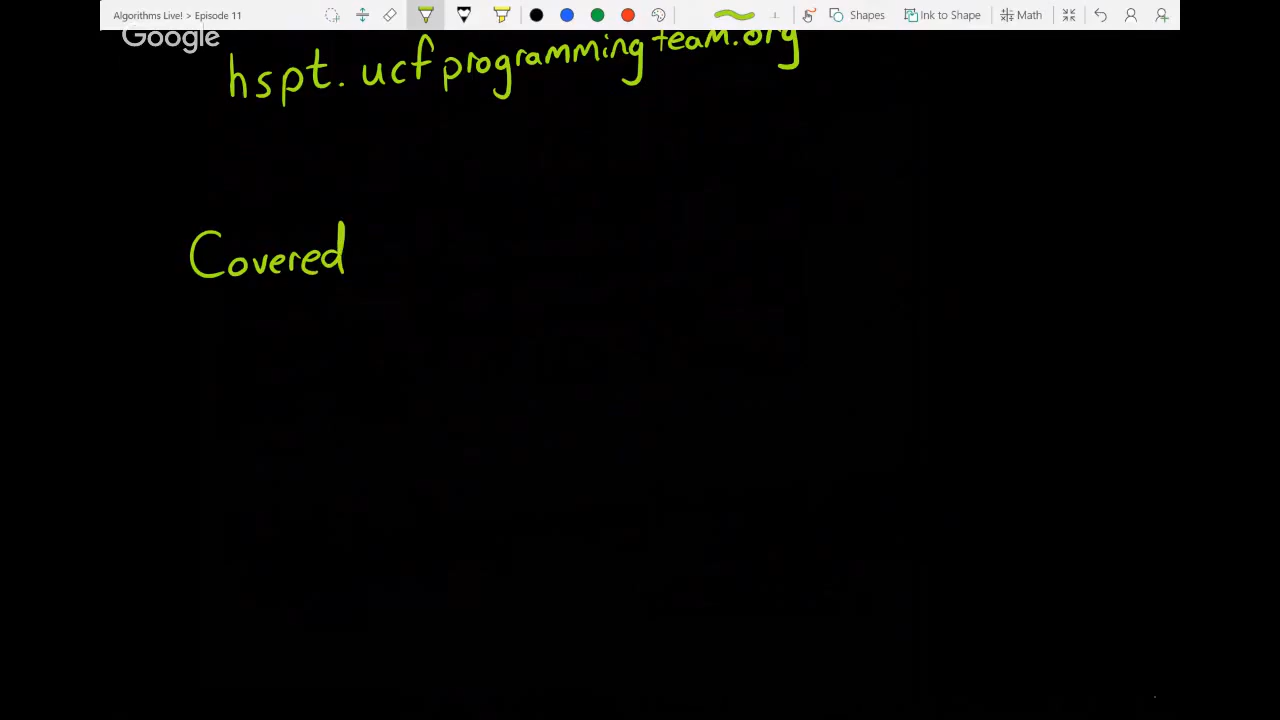 Algorithms Live! > Episode 11 Shapes Ink to Shape Math
Google
hspt.ucfprogrammingteam.org
Covered